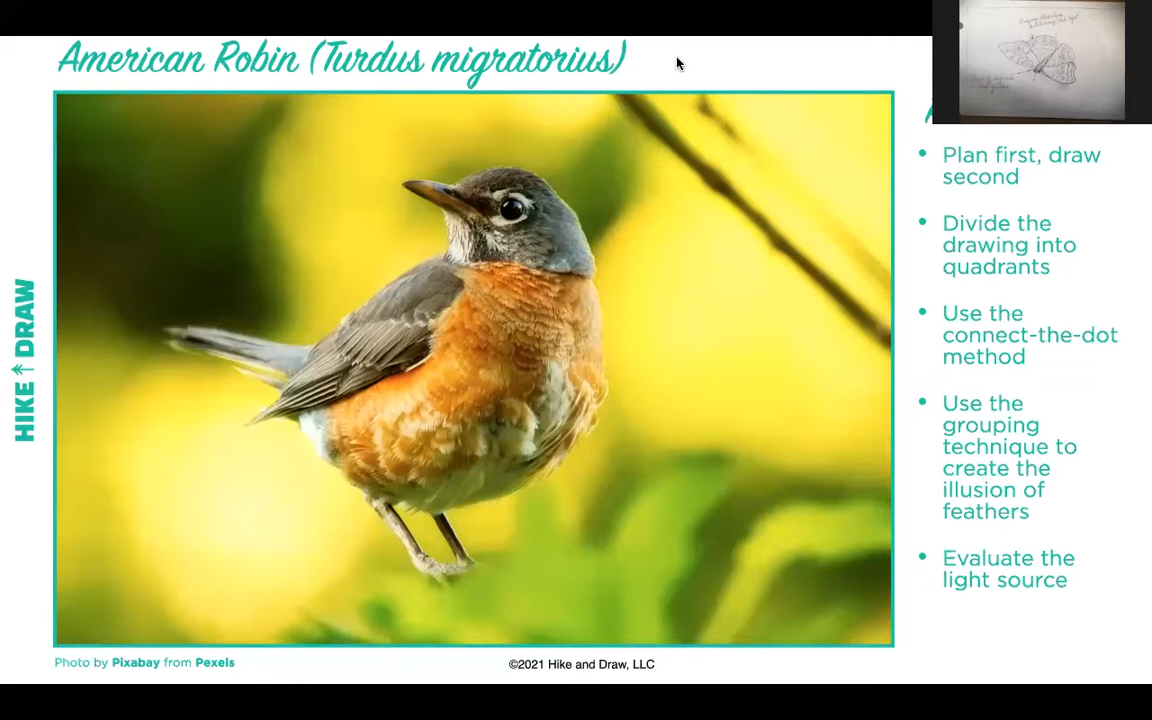 American Robin (Turdus migratorius)
HIKE DRAW
• Plan first, draw
second
• Divide the
drawing into
quadrants
• Use the
connect-the-dot
method
• Use the
grouping
technique to
create the
illusion of
feathers
• Evaluate the
light source
Photo by Pixabay from Pexels
©2021 Hike and Draw, LLC